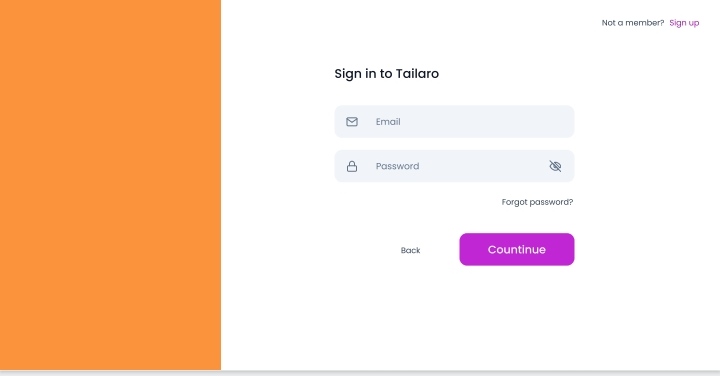 Not a member? Sign up
Sign in to Tailaro
Email
Password
Forgot password?
Back
Countinue